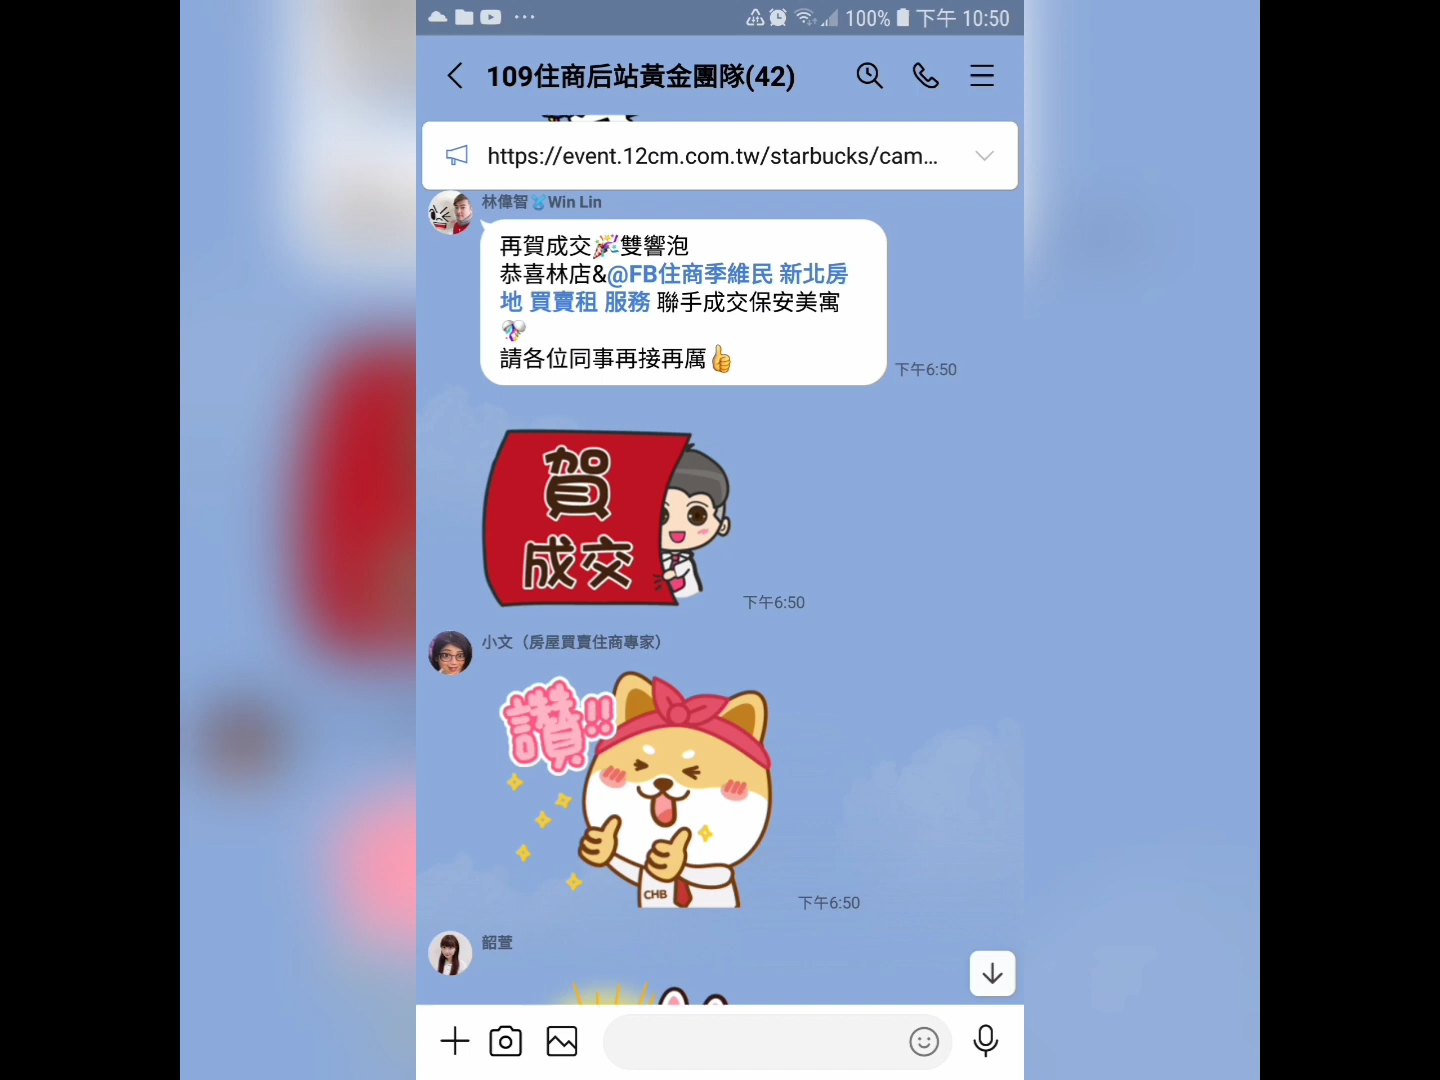 100% 下午 10:50
109住商后站黃金團隊(42)
https://event.12cm.com.tw/starbucks/cam...
林偉智🐰Win Lin
再賀成交🎉雙響泡
恭喜林店&@FB住商季維民 新北房
地 買賣租 服務 聯手成交保安美寓
🎊
請各位同事再接再厲👍
下午6:50
賀
成交
下午6:50
小文（房屋買賣住商專家）
讚!!
CHB
下午6:50
韶萱